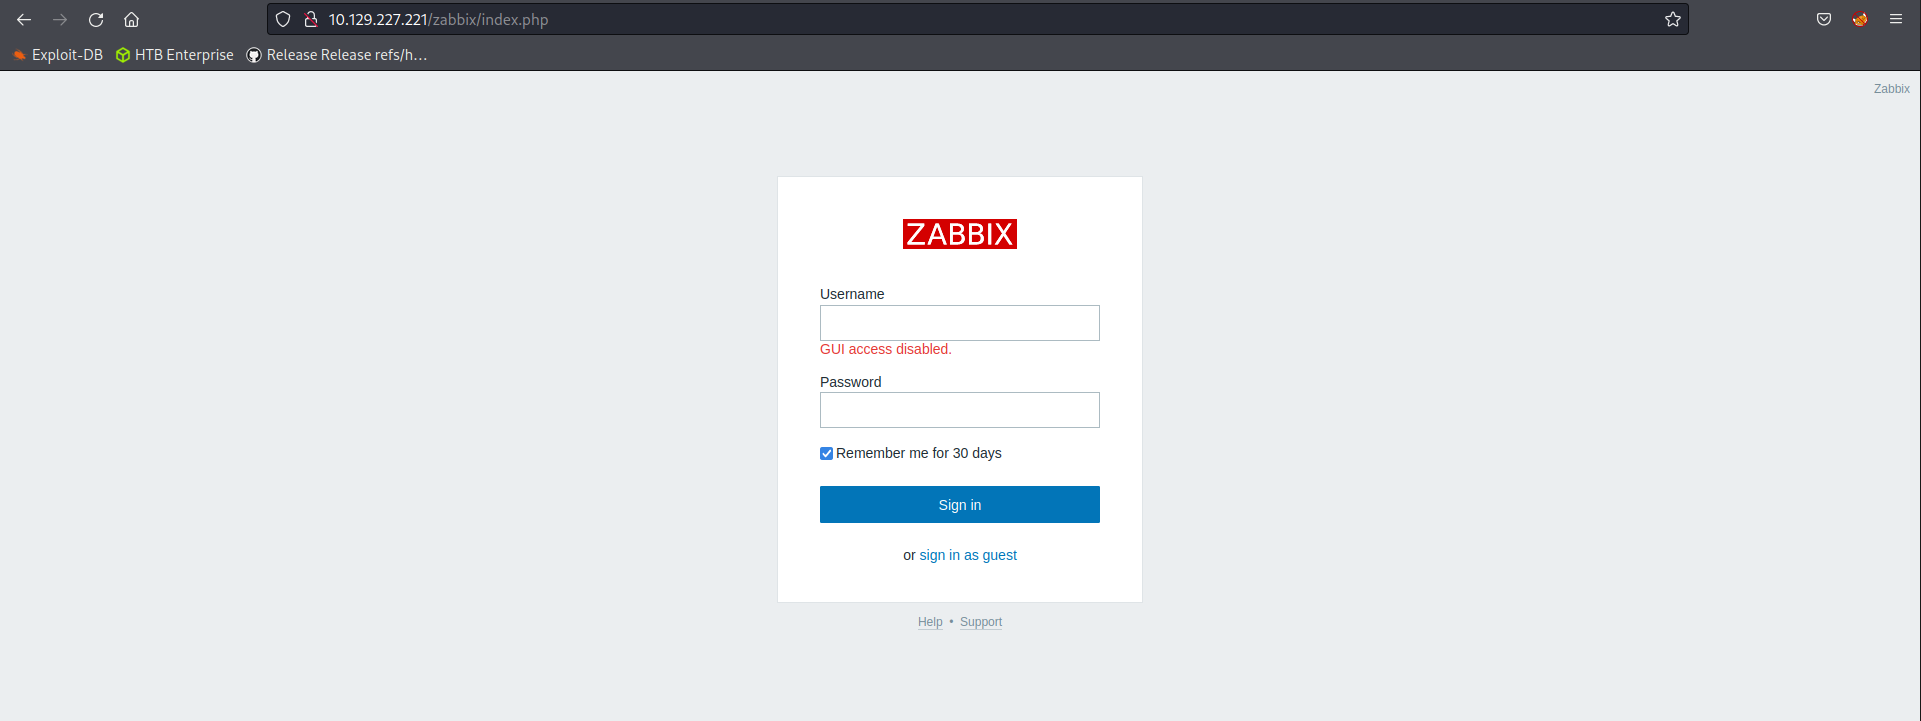 10.129.227.221/zabbix/index.php
Exploit-DB HTB Enterprise Release Release refs/h...
Zabbix
ZABBIX
Username
GUI access disabled.
Password
Remember me for 30 days
Sign in
or sign in as guest
Help • Support